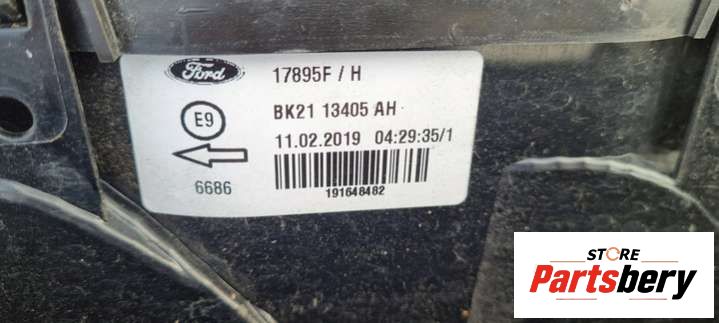 Ford
17895F / H
E9
BK21 13405 AH
11.02.2019 04:29:35/1
6686
191648482
STORE
Partsbery